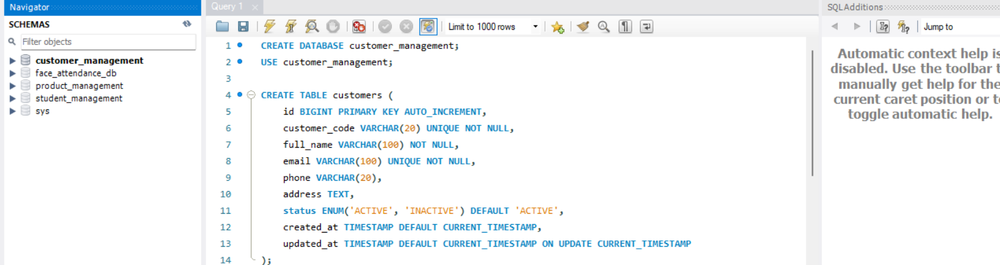 Navigator
SCHEMAS
Filter objects
customer_management
face_attendance_db
product_management
student_management
sys
Query 1
Limit to 1000 rows
1 CREATE DATABASE customer_management;
2 USE customer_management;
3
4 CREATE TABLE customers (
5 id BIGINT PRIMARY KEY AUTO_INCREMENT,
6 customer_code VARCHAR(20) UNIQUE NOT NULL,
7 full_name VARCHAR(100) NOT NULL,
8 email VARCHAR(100) UNIQUE NOT NULL,
9 phone VARCHAR(20),
10 address TEXT,
11 status ENUM('ACTIVE', 'INACTIVE') DEFAULT 'ACTIVE',
12 created_at TIMESTAMP DEFAULT CURRENT_TIMESTAMP,
13 updated_at TIMESTAMP DEFAULT CURRENT_TIMESTAMP ON UPDATE CURRENT_TIMESTAMP
14 );
SQLAdditions
Jump to
Automatic context help is
disabled. Use the toolbar t
manually get help for the
current caret position or t
toggle automatic help.